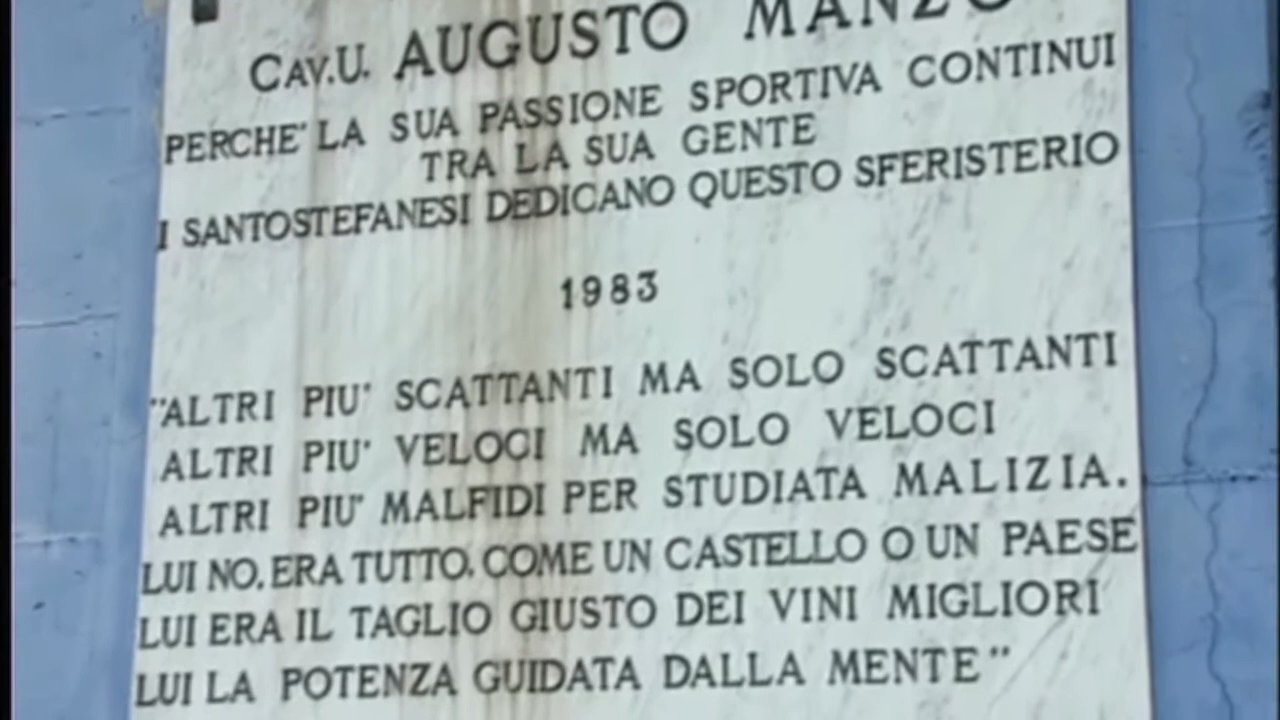 CAV.U. AUGUSTO MANZO
PERCHE' LA SUA PASSIONE SPORTIVA CONTINUI
TRA LA SUA GENTE
I SANTOSTEFANESI DEDICANO QUESTO SFERISTERIO
1983
"ALTRI PIU' SCATTANTI MA SOLO SCATTANTI
ALTRI PIU' VELOCI MA SOLO VELOCI
ALTRI PIU' MALFIDI PER STUDIATA MALIZIA.
LUI NO. ERA TUTTO. COME UN CASTELLO O UN PAESE
LUI ERA IL TAGLIO GIUSTO DEI VINI MIGLIORI
LUI LA POTENZA GUIDATA DALLA MENTE"